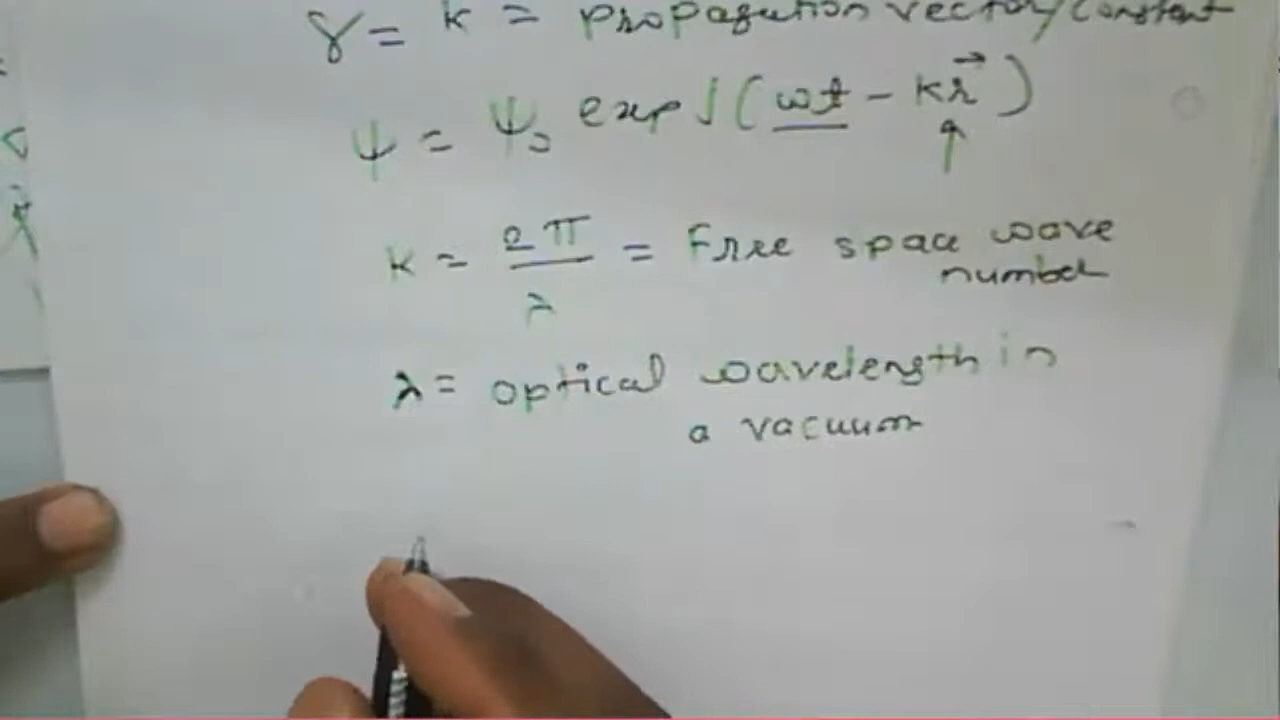 γ = k = propagation vector/constant
ψ = ψ₀ exp j (ωt - kr⃗)
k = 2π/λ = Free space wave
number
λ = optical wavelength in
a vacuum